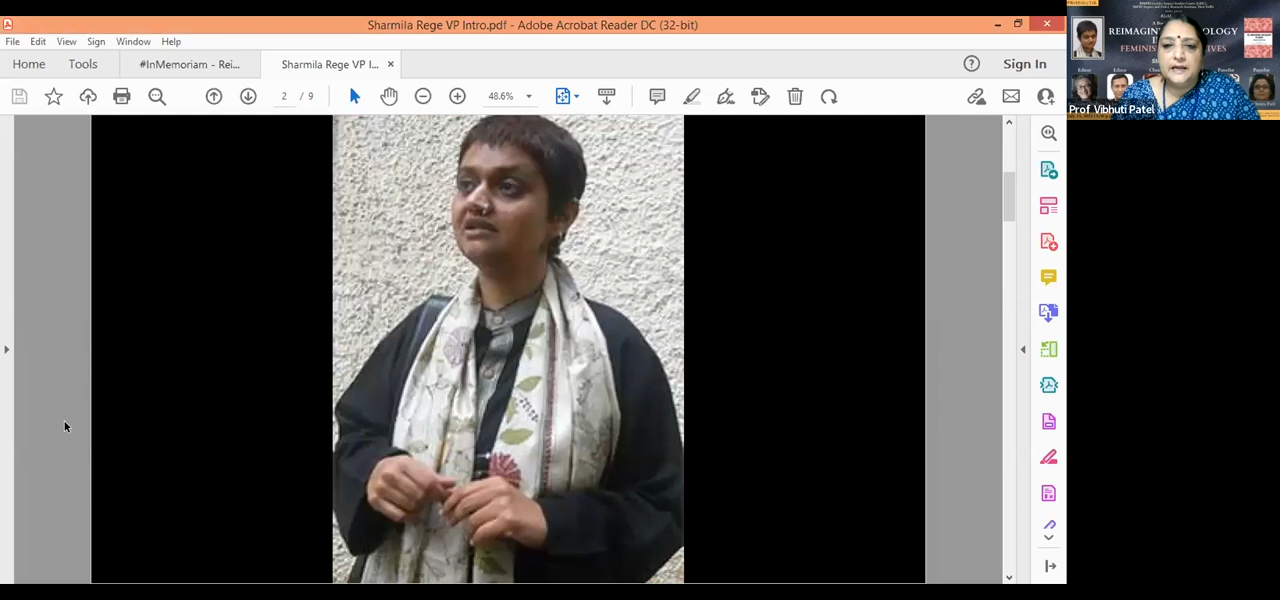 Sharmila Rege VP Intro.pdf - Adobe Acrobat Reader DC (32-bit)
File Edit View Sign Window Help
Home Tools #InMemoriam - Rei... Sharmila Rege VP I... × Sign In
2 / 9 48.6%
REIMAGIN
OLOGY
FEMINIS
IVES
Prof Vibhuti Patel